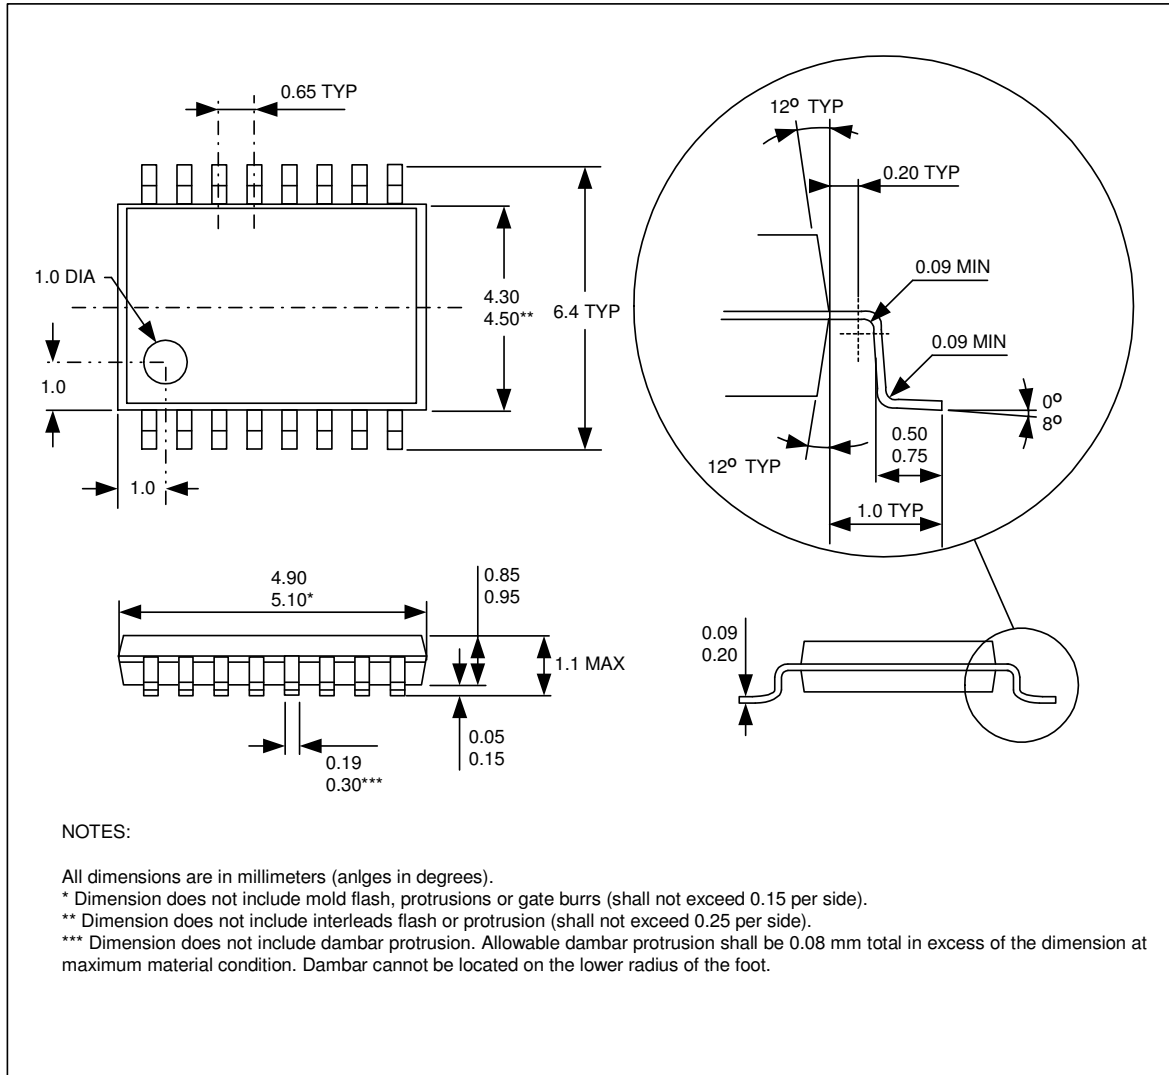 0.65 TYP
1.0 DIA
4.30
4.50**
6.4 TYP
1.0
1.0
12º TYP
0.20 TYP
0.09 MIN
0.09 MIN
0º
8º
0.50
0.75
12º TYP
1.0 TYP
4.90
5.10*
0.85
0.95
1.1 MAX
0.05
0.15
0.19
0.30***
0.09
0.20
NOTES:
All dimensions are in millimeters (anlges in degrees).
* Dimension does not include mold flash, protrusions or gate burrs (shall not exceed 0.15 per side).
** Dimension does not include interleads flash or protrusion (shall not exceed 0.25 per side).
*** Dimension does not include dambar protrusion. Allowable dambar protrusion shall be 0.08 mm total in excess of the dimension at
maximum material condition. Dambar cannot be located on the lower radius of the foot.